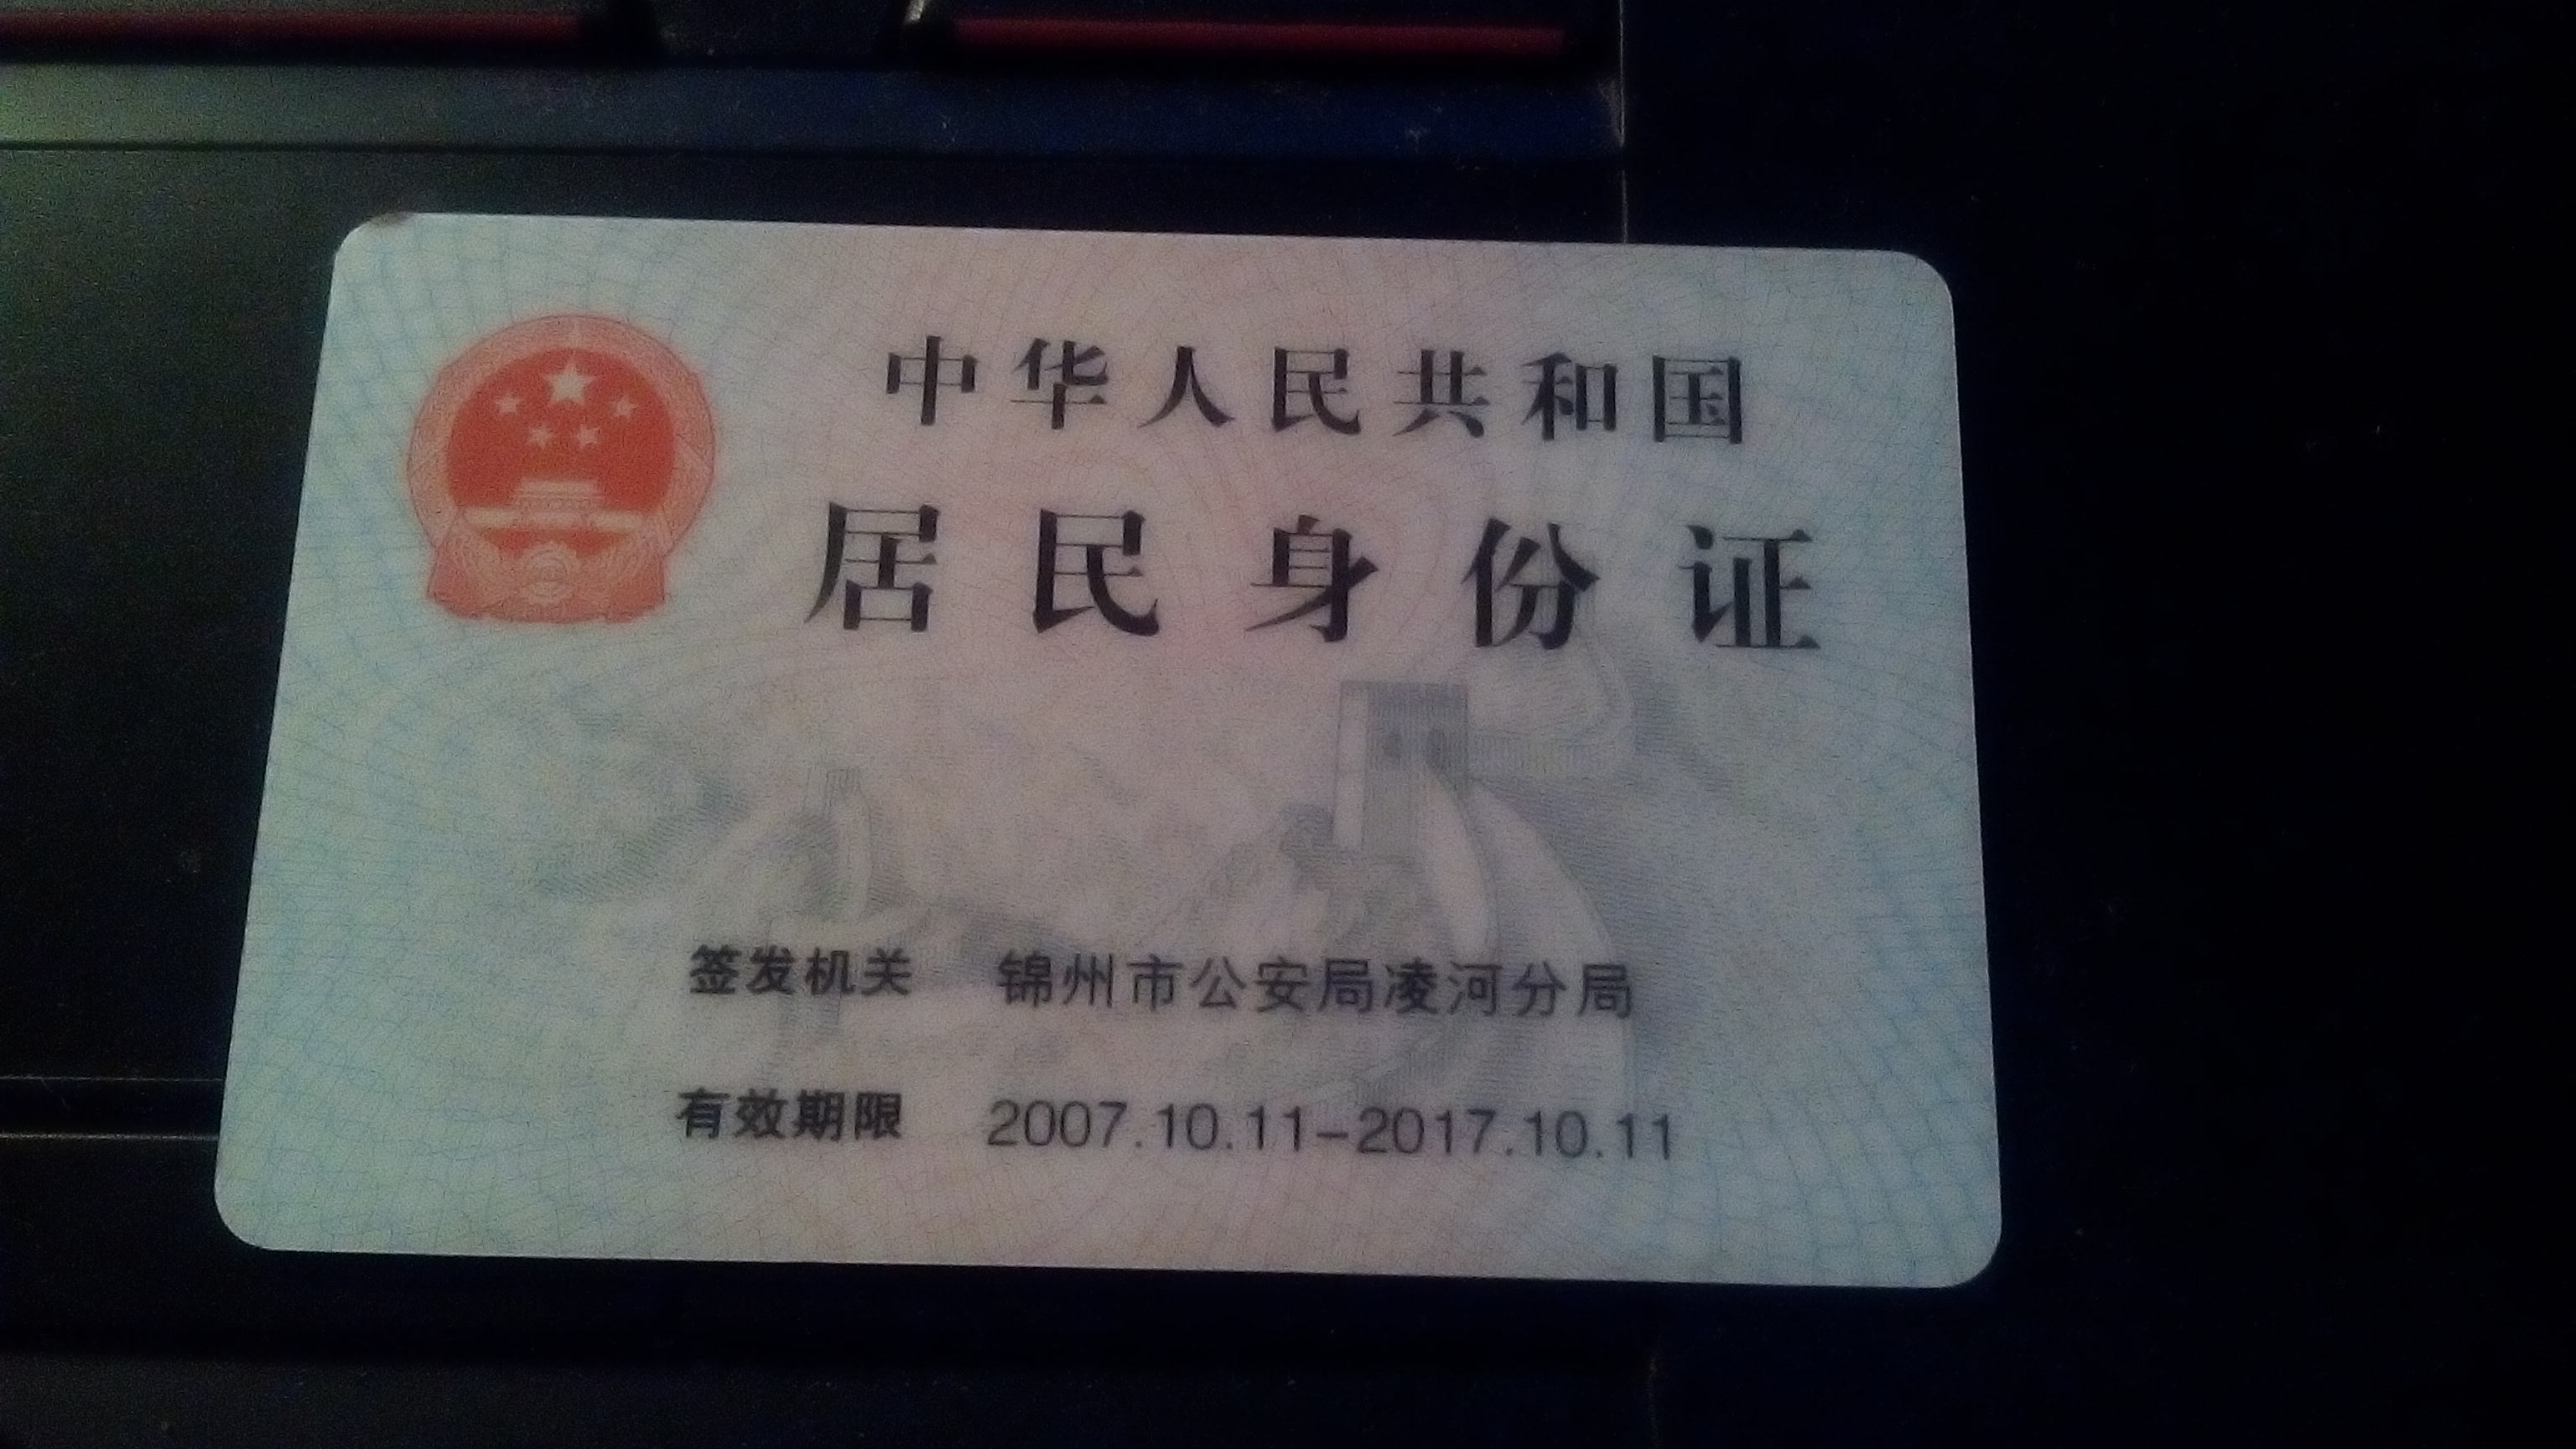 中华人民共和国
居民身份证
签发机关 锦州市公安局凌河分局
有效期限 2007.10.11-2017.10.11